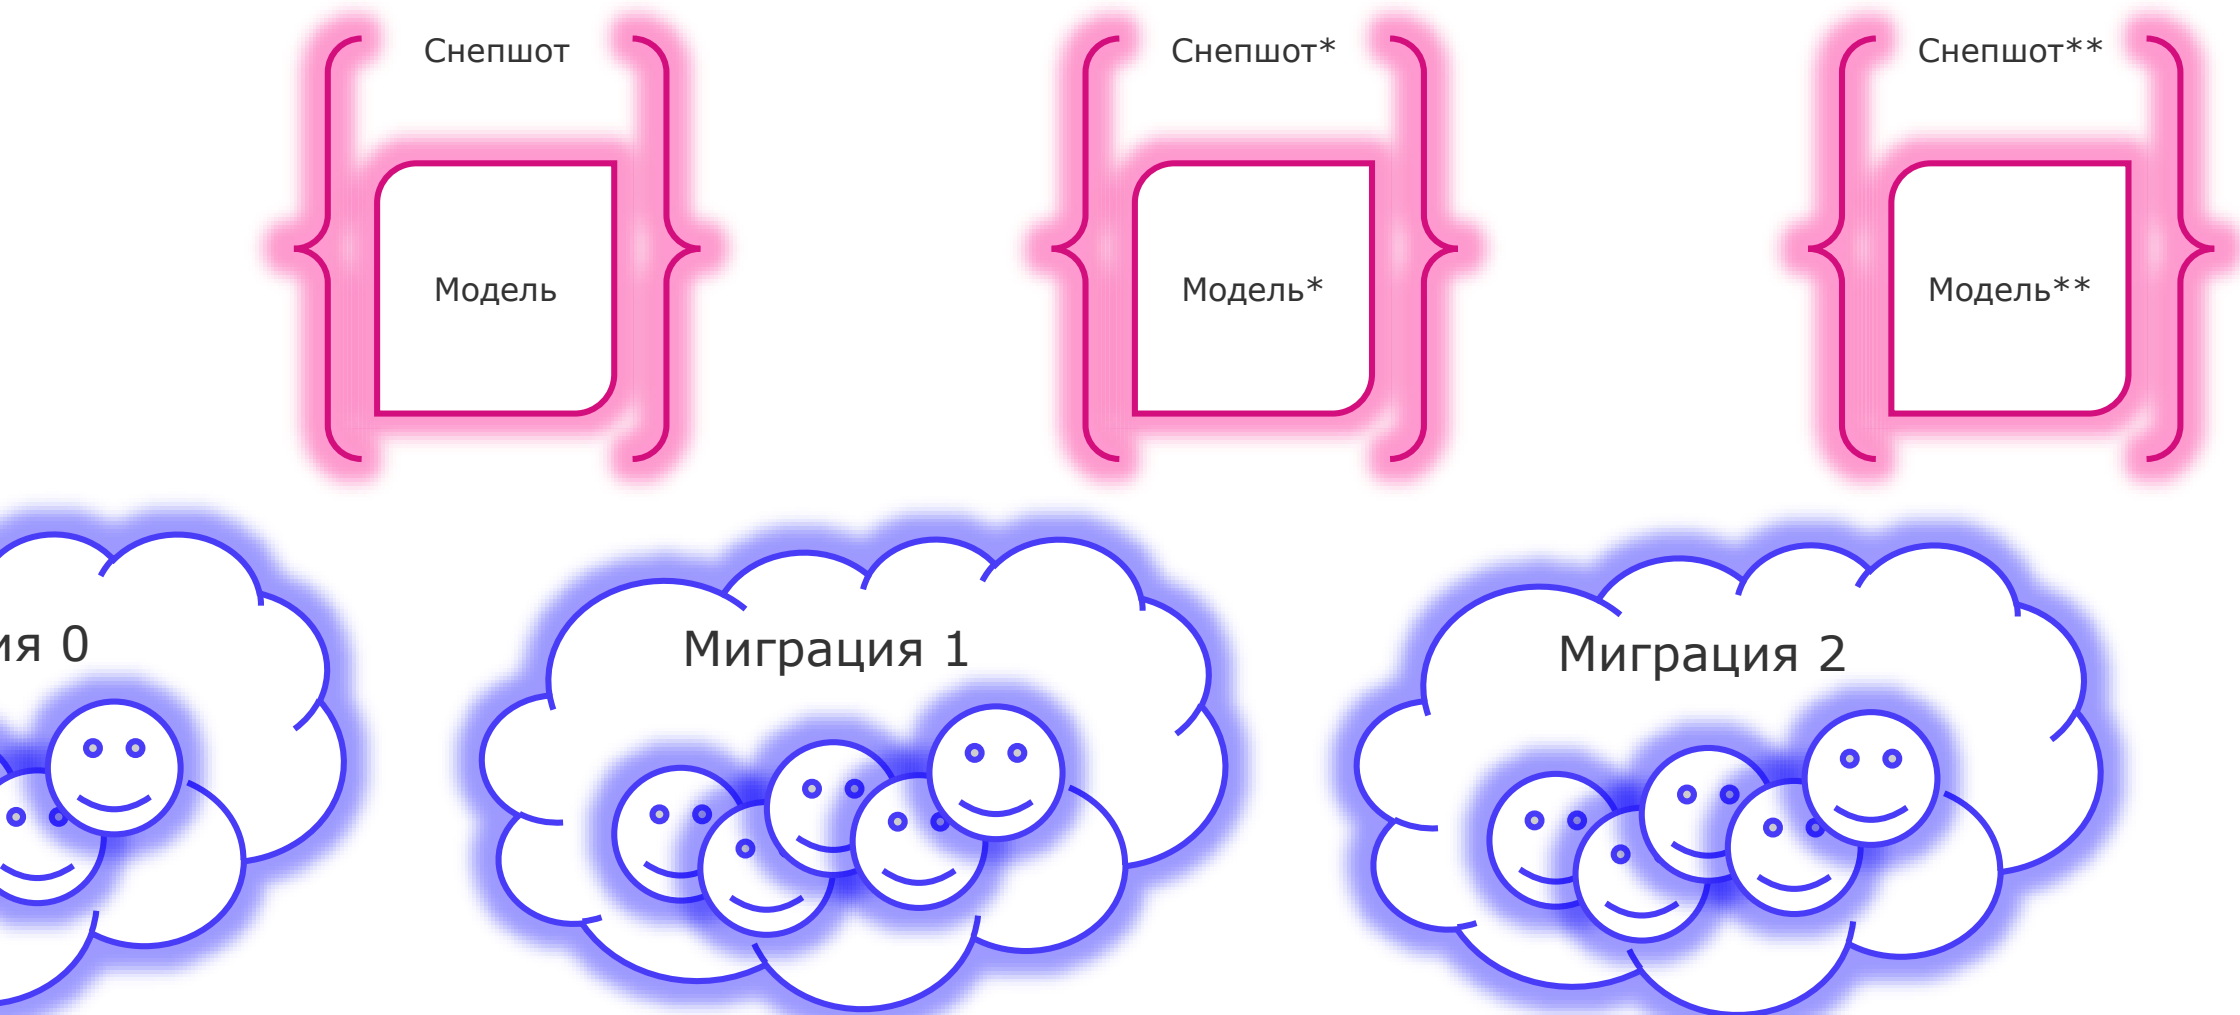 Снепшот
Снепшот*
Снепшот**
Модель
Модель*
Модель**
ия 0
Миграция 1
Миграция 2